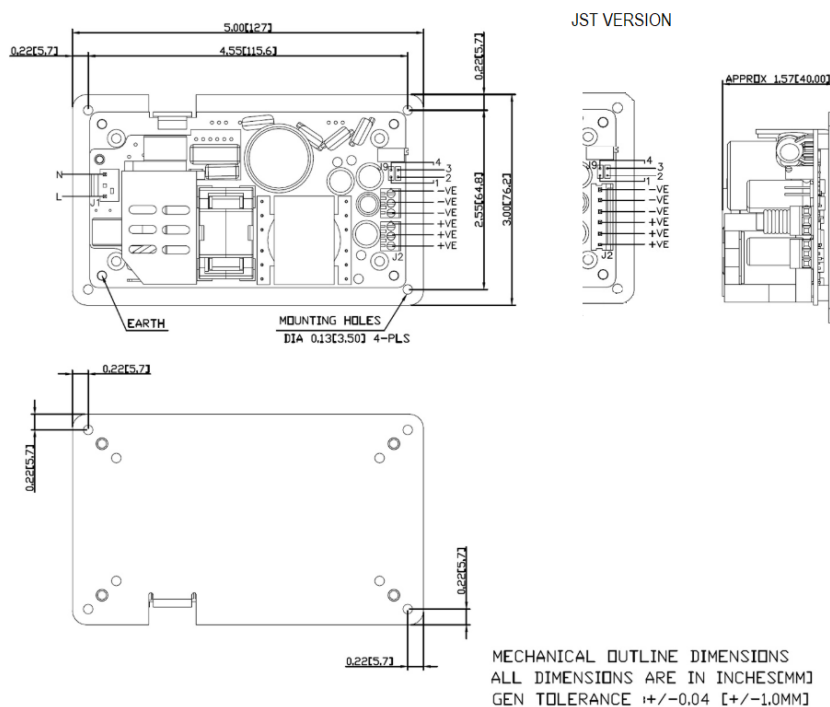 JST VERSION
5.00[127]
0.22[5.7]
4.55[115.6]
0.22[5.7]
APPROX 1.57[40.00]
N
L
J1
J9
3
4
3
2
1
-VE
-VE
-VE
+VE
+VE
+VE
J2
2.55[64.8]
3.00[76.2]
J9
3
4
3
2
1
-VE
-VE
-VE
+VE
+VE
+VE
J2
EARTH
MOUNTING HOLES
DIA 0.13[3.50] 4-PLS
0.22[5.7]
0.22[5.7]
0.22[5.7]
0.22[5.7]
MECHANICAL OUTLINE DIMENSIONS
ALL DIMENSIONS ARE IN INCHES[MM]
GEN TOLERANCE :+/-0.04 [+/-1.0MM]